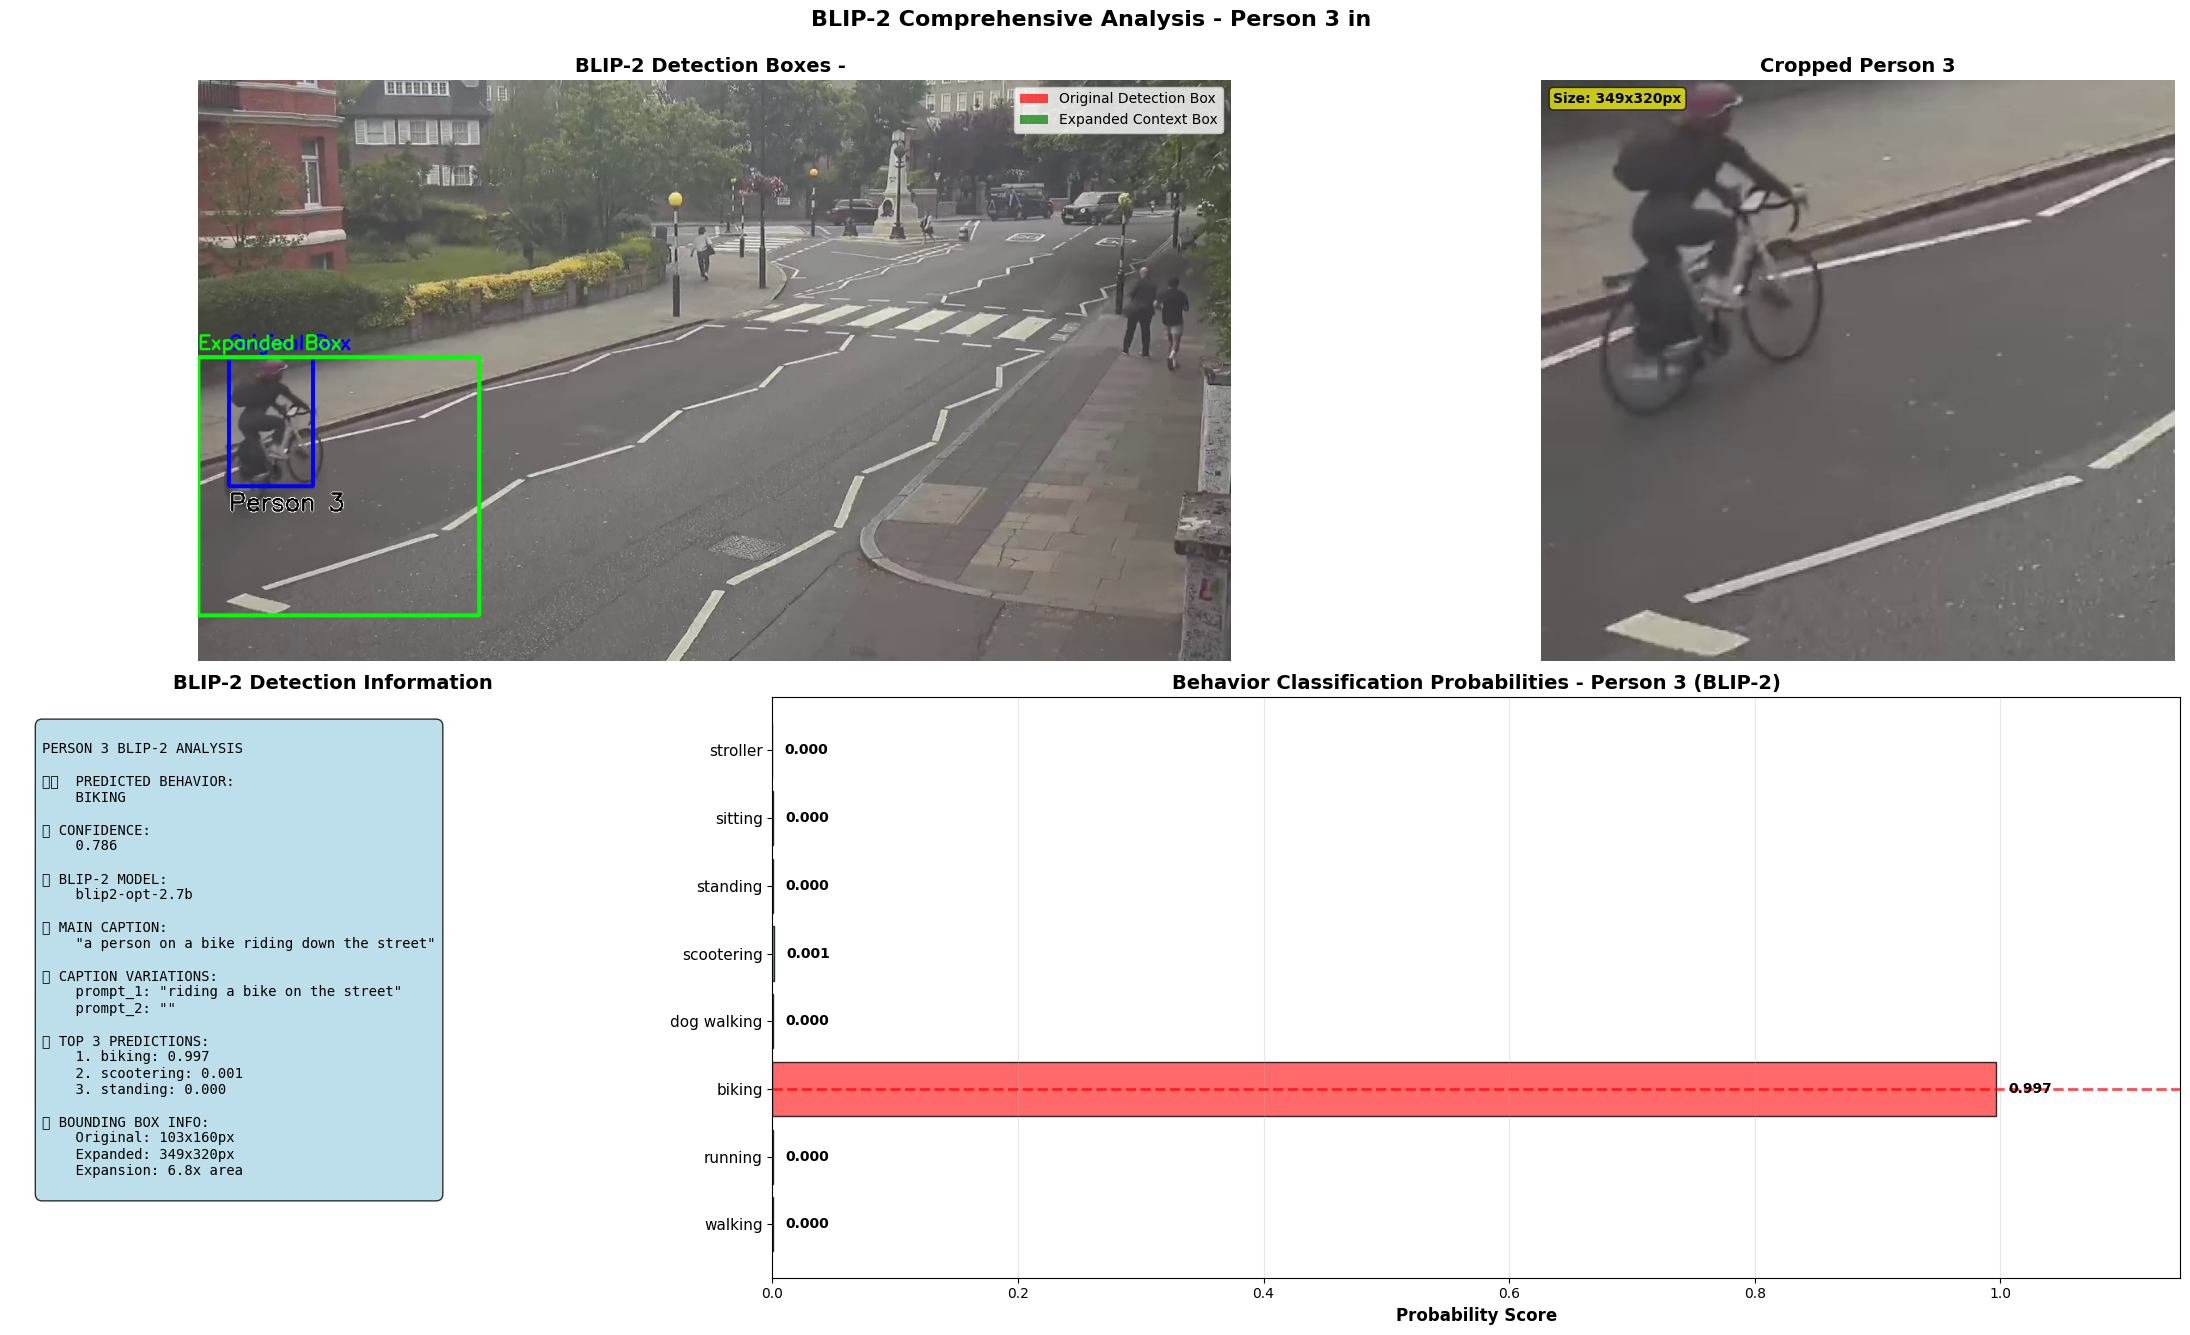 BLIP-2 Comprehensive Analysis - Person 3 in
BLIP-2 Detection Boxes -
Original Detection Box
Expanded Context Box
Expanded Box
Person 3
Cropped Person 3
Size: 349x320px
BLIP-2 Detection Information
PERSON 3 BLIP-2 ANALYSIS
PREDICTED BEHAVIOR:
BIKING
CONFIDENCE:
0.786
BLIP-2 MODEL:
blip2-opt-2.7b
MAIN CAPTION:
"a person on a bike riding down the street"
CAPTION VARIATIONS:
prompt_1: "riding a bike on the street"
prompt_2: ""
TOP 3 PREDICTIONS:
1. biking: 0.997
2. scootering: 0.001
3. standing: 0.000
BOUNDING BOX INFO:
Original: 103x160px
Expanded: 349x320px
Expansion: 6.8x area
Behavior Classification Probabilities - Person 3 (BLIP-2)
stroller 0.000
sitting 0.000
standing 0.000
scootering 0.001
dog walking 0.000
biking 0.997
running 0.000
walking 0.000
0.0 0.2 0.4 0.6 0.8 1.0
Probability Score